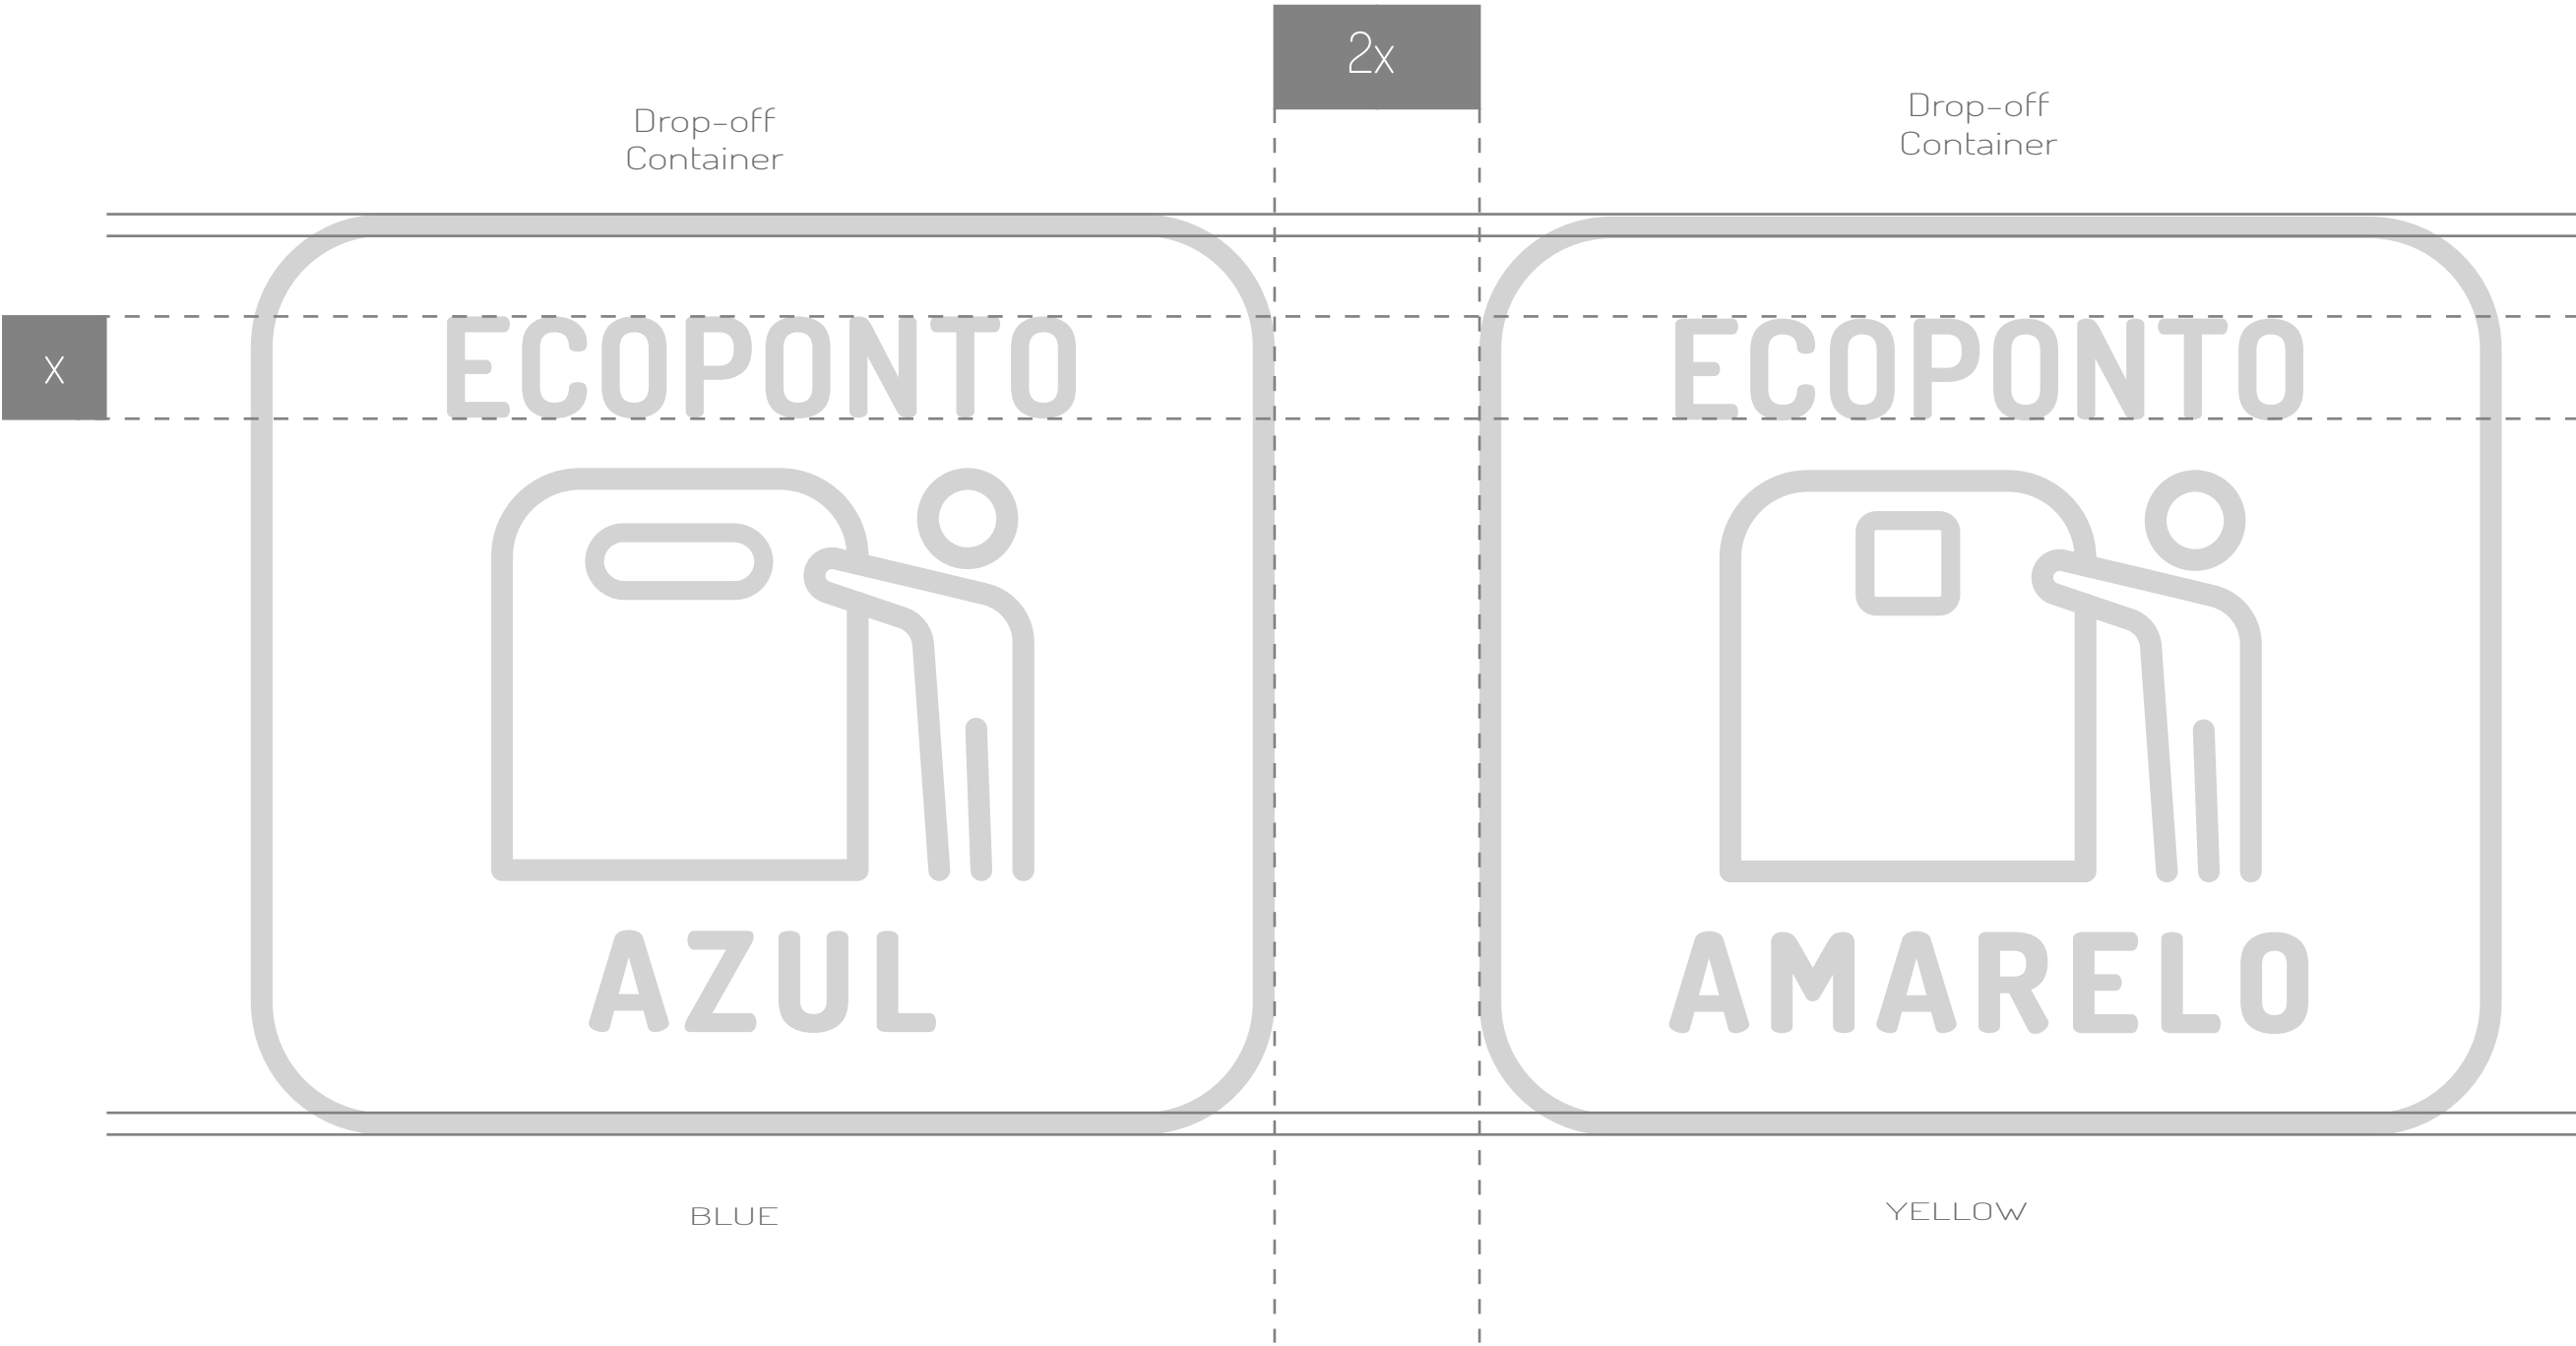 2x
Drop-off
Container
Drop-off
Container
x
ECOPONTO
ECOPONTO
AZUL
AMARELO
BLUE
YELLOW